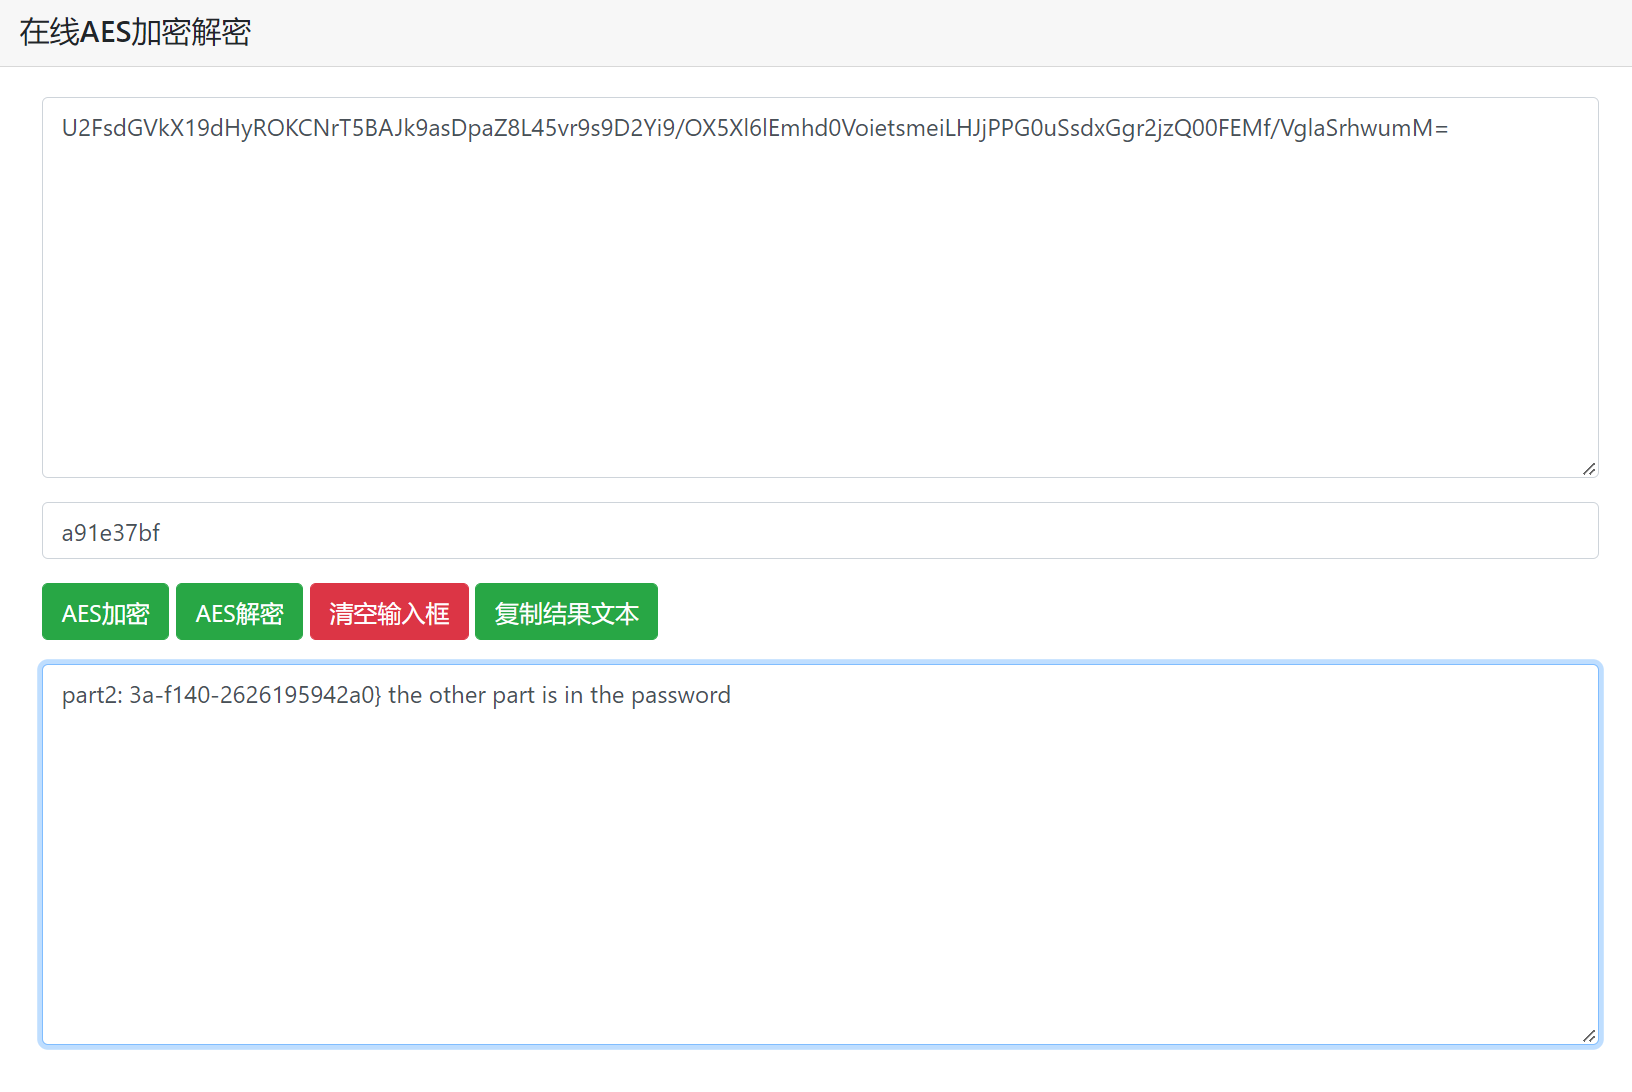 在线AES加密解密
U2FsdGVkX19dHyROKCNrT5BAJk9asDpaZ8L45vr9s9D2Yi9/OX5Xl6lEmhd0VoietsmeiLHJjPPG0uSsdxGgr2jzQ00FEMf/VglaSrhwumM=
a91e37bf
AES加密 AES解密 清空输入框 复制结果文本
part2: 3a-f140-2626195942a0} the other part is in the password